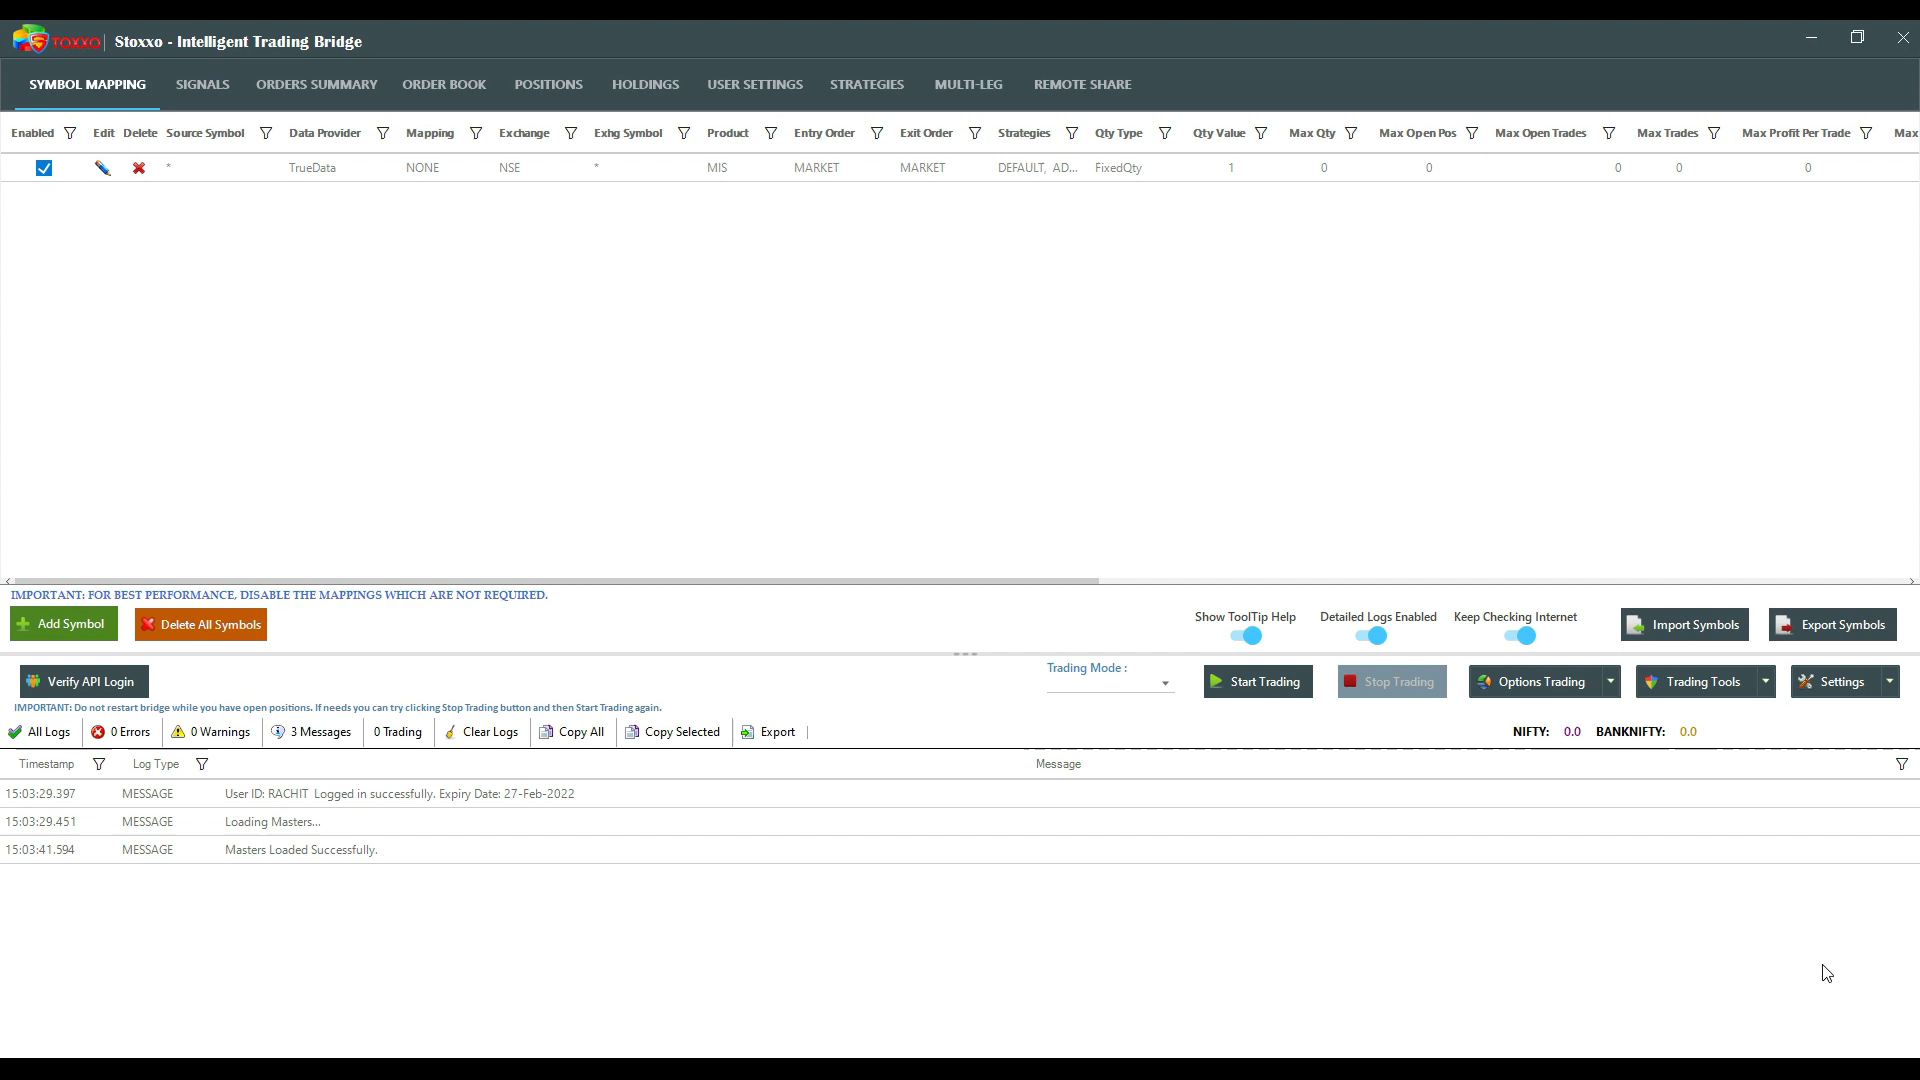 TOXXO Stoxxo - Intelligent Trading Bridge
SYMBOL MAPPING SIGNALS ORDERS SUMMARY ORDER BOOK POSITIONS HOLDINGS USER SETTINGS STRATEGIES MULTI-LEG REMOTE SHARE
Enabled Edit Delete Source Symbol Data Provider Mapping Exchange Exhg Symbol Product Entry Order Exit Order Strategies Qty Type Qty Value Max Qty Max Open Pos Max Open Trades Max Trades Max Profit Per Trade Max
* TrueData NONE NSE * MIS MARKET MARKET DEFAULT, AD... FixedQty 1 0 0 0 0 0
IMPORTANT: FOR BEST PERFORMANCE, DISABLE THE MAPPINGS WHICH ARE NOT REQUIRED.
Add Symbol Delete All Symbols Show ToolTip Help Detailed Logs Enabled Keep Checking Internet Import Symbols Export Symbols
Verify API Login Trading Mode : Start Trading Stop Trading Options Trading Trading Tools Settings
IMPORTANT: Do not restart bridge while you have open positions. If needs you can try clicking Stop Trading button and then Start Trading again.
All Logs 0 Errors 0 Warnings 3 Messages 0 Trading Clear Logs Copy All Copy Selected Export NIFTY: 0.0 BANKNIFTY: 0.0
Timestamp Log Type Message
15:03:29.397 MESSAGE User ID: RACHIT Logged in successfully. Expiry Date: 27-Feb-2022
15:03:29.451 MESSAGE Loading Masters...
15:03:41.594 MESSAGE Masters Loaded Successfully.